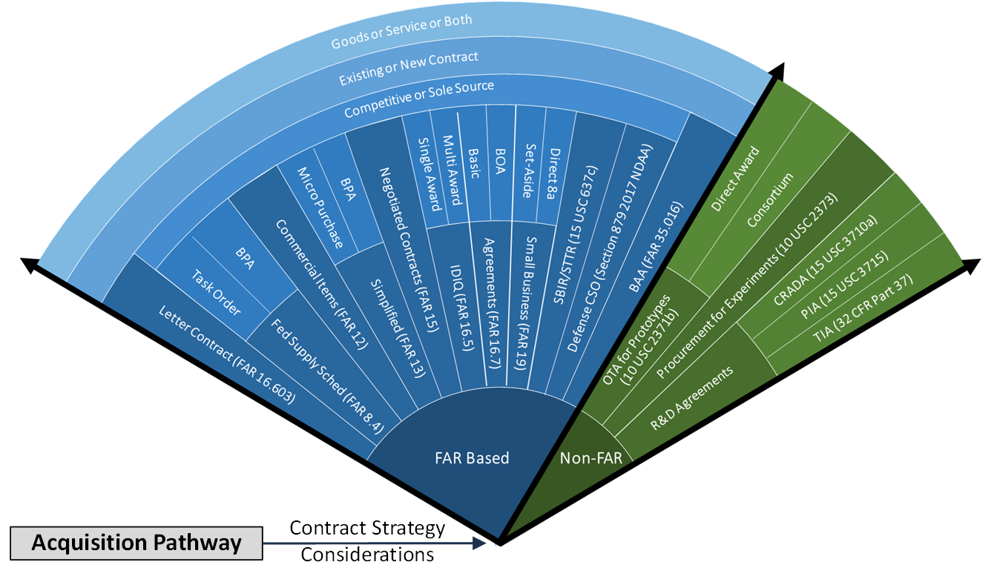 Goods or Service or Both
Existing or New Contract
Competitive or Sole Source
Letter Contract (FAR 16.603)
Task Order
BPA
Fed Supply Sched (FAR 8.4)
Commercial Items (FAR 12)
Micro Purchase
BPA
Simplified (FAR 13)
Negotiated Contracts (FAR 15)
Single Award
Multi Award
IDIQ (FAR 16.5)
Basic
BOA
Agreements (FAR 16.7)
Set-Aside
Direct 8a
Small Business (FAR 19)
SBIR/STTR (15 USC 637c)
Defense CSO (Section 879 2017 NDAA)
BAA (FAR 35.016)
Direct Award
Consortium
OTA for Prototypes
(10 USC 2371b)
Procurement for Experiments (10 USC 2373)
CRADA (15 USC 3710a)
PIA (15 USC 3715)
TIA (32 CFR Part 37)
R&D Agreements
FAR Based
Non-FAR
Acquisition Pathway
Contract Strategy
Considerations